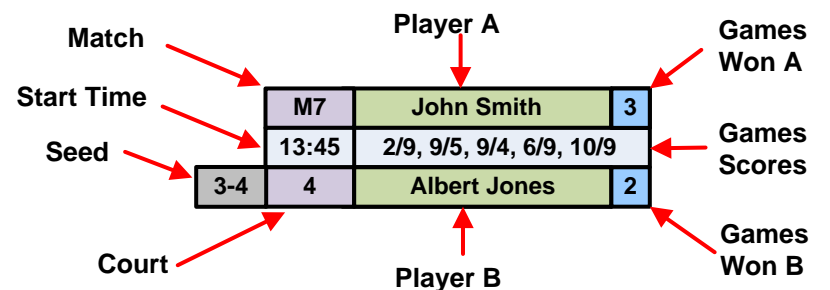 Player A
Match
Games
Won A
Start Time
M7 John Smith 3
Seed
13:45 2/9, 9/5, 9/4, 6/9, 10/9
Games
Scores
3-4 4 Albert Jones 2
Court
Player B
Games
Won B